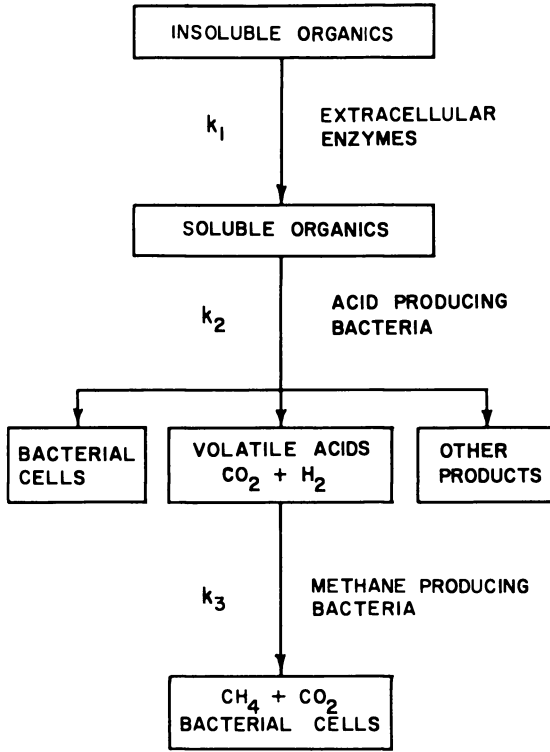 INSOLUBLE ORGANICS
k₁
EXTRACELLULAR
ENZYMES
SOLUBLE ORGANICS
k₂
ACID PRODUCING
BACTERIA
BACTERIAL
CELLS
VOLATILE ACIDS
CO₂ + H₂
OTHER
PRODUCTS
k₃
METHANE PRODUCING
BACTERIA
CH₄ + CO₂
BACTERIAL CELLS